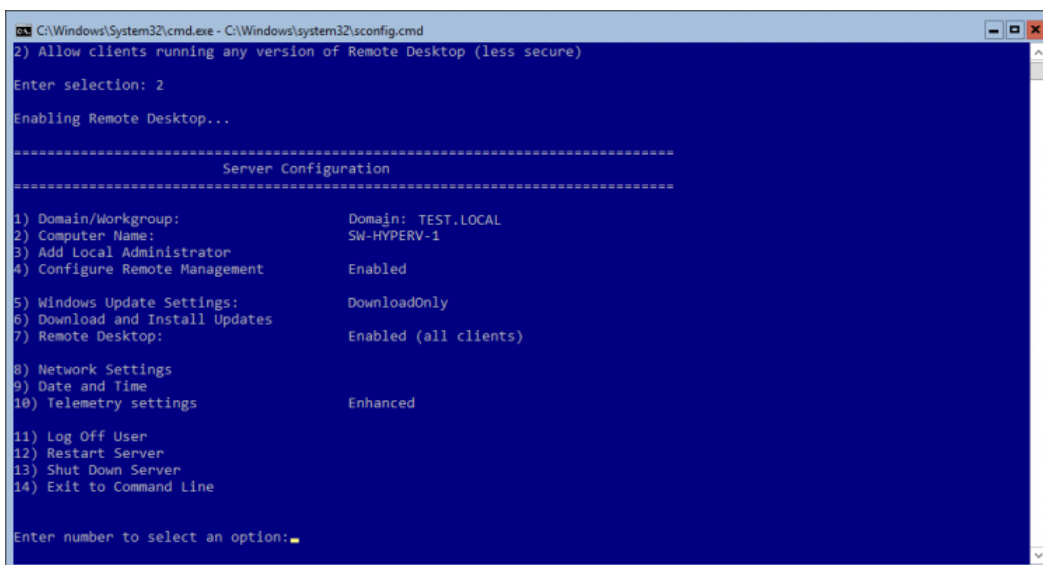 C:\Windows\System32\cmd.exe - C:\Windows\system32\sconfig.cmd
2) Allow clients running any version of Remote Desktop (less secure)
Enter selection: 2
Enabling Remote Desktop...
===============================================================================
Server Configuration
===============================================================================
1) Domain/Workgroup: Domain: TEST.LOCAL
2) Computer Name: SW-HYPERV-1
3) Add Local Administrator
4) Configure Remote Management Enabled
5) Windows Update Settings: DownloadOnly
6) Download and Install Updates
7) Remote Desktop: Enabled (all clients)
8) Network Settings
9) Date and Time
10) Telemetry settings Enhanced
11) Log Off User
12) Restart Server
13) Shut Down Server
14) Exit to Command Line
Enter number to select an option: